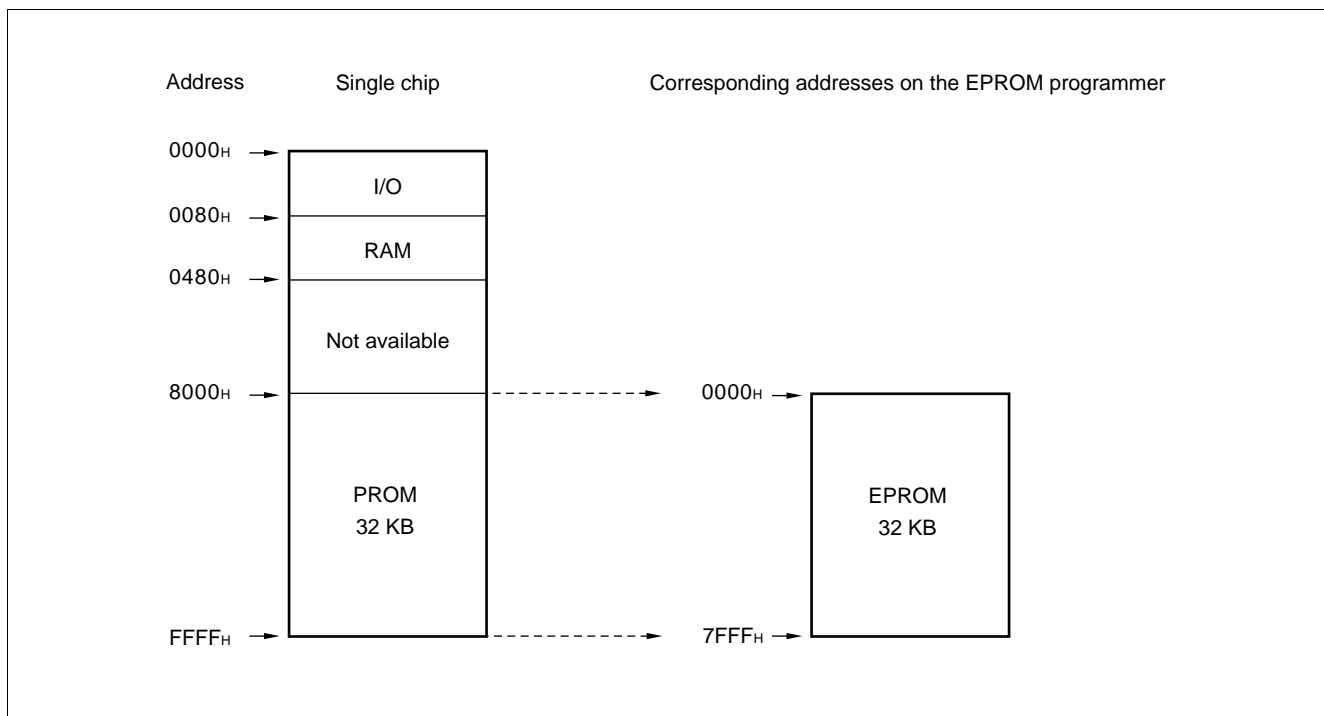 Address Single chip Corresponding addresses on the EPROM programmer
0000H
I/O
0080H
RAM
0480H
Not available
8000H 0000H
PROM EPROM
32 KB 32 KB
FFFFH 7FFFH